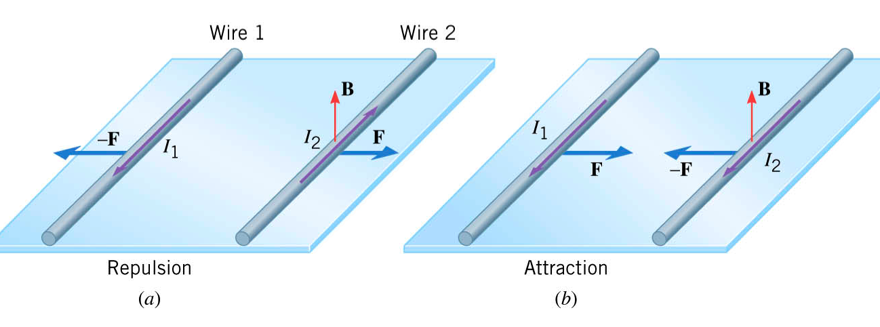 Wire 1
Wire 2
B
–F
I1
I2
F
Repulsion
(a)
B
I1
F
–F
I2
Attraction
(b)